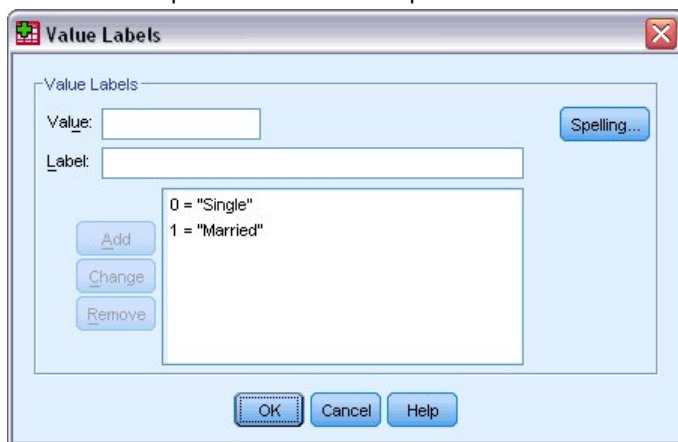 Value Labels
Value Labels
Value:
Spelling...
Label:
0 = "Single"
1 = "Married"
Add
Change
Remove
OK Cancel Help